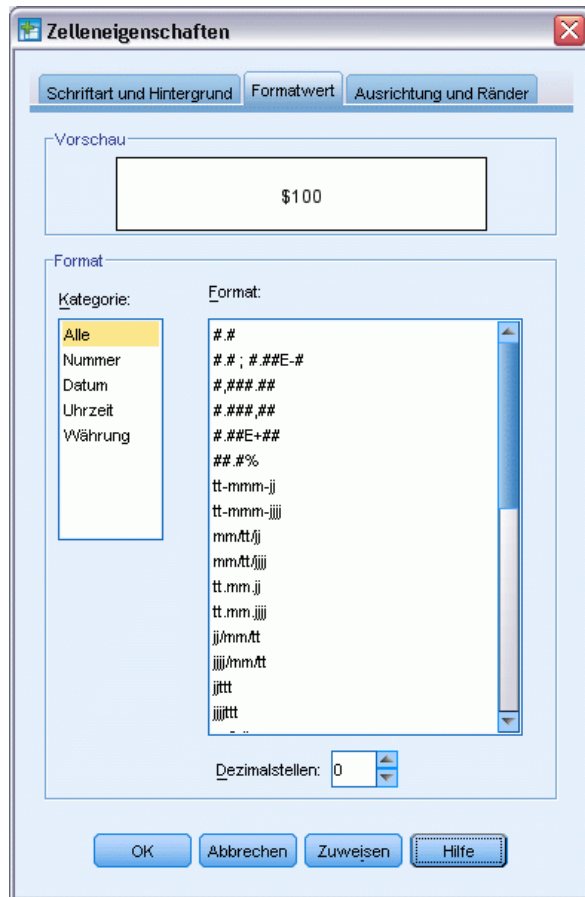 Zelleneigenschaften
Schriftart und Hintergrund
Formatwert
Ausrichtung und Ränder
Vorschau
$100
Format
Kategorie:
Alle
Nummer
Datum
Uhrzeit
Währung
Format:
#.#
#.# ; #.##E-#
#,###.##
#.###,##
#.##E+##
##.#%
tt-mmm-jj
tt-mmm-jjjj
mm/tt/jj
mm/tt/jjjj
tt.mm.jj
tt.mm.jjjj
jj/mm/tt
jjjj/mm/tt
jjttt
jjjjttt
Dezimalstellen: 0
OK
Abbrechen
Zuweisen
Hilfe